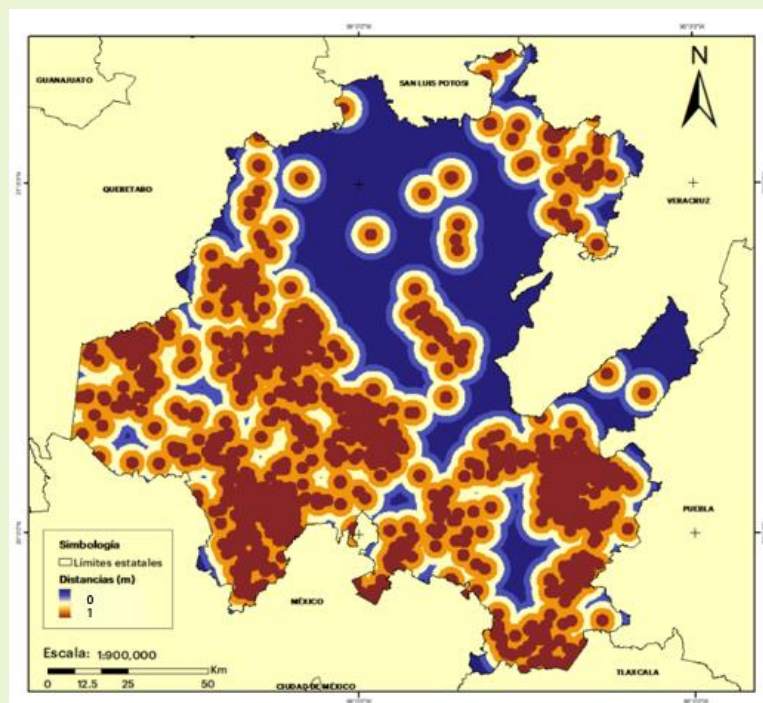 N
GUANAJUATO
SAN LUIS POTOSI
QUERETARO
VERACRUZ
PUEBLA
MÉXICO
TLAXCALA
CIUDAD DE MÉXICO
Simbología
Límites estatales
Distancias (m)
0
1
Escala: 1:900,000
Km
0 12.5 25 50